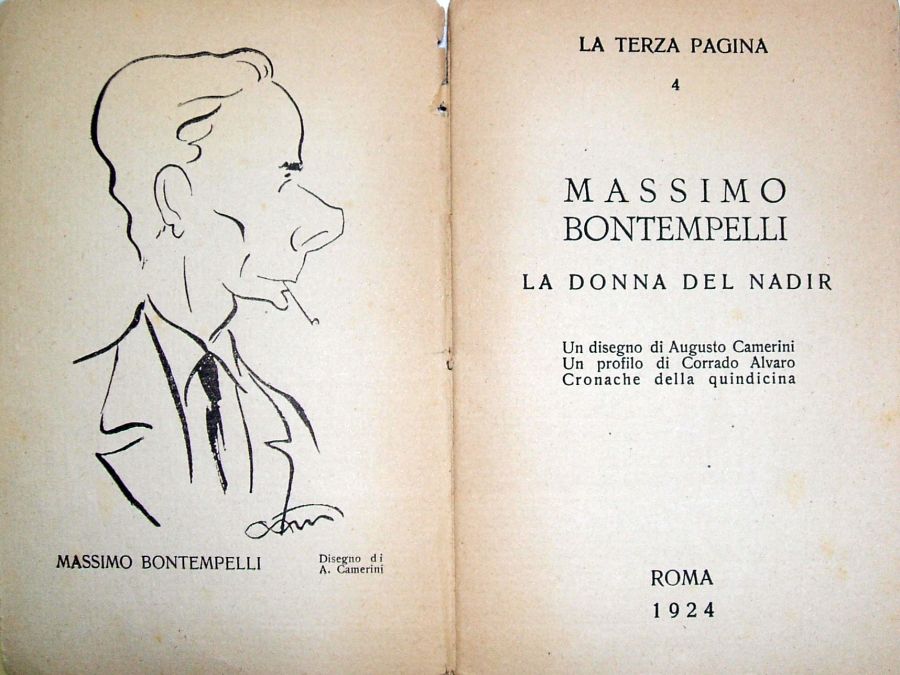 MASSIMO BONTEMPELLI
Disegno di
A. Camerini
LA TERZA PAGINA
4
MASSIMO
BONTEMPELLI
LA DONNA DEL NADIR
Un disegno di Augusto Camerini
Un profilo di Corrado Alvaro
Cronache della quindicina
ROMA
1924